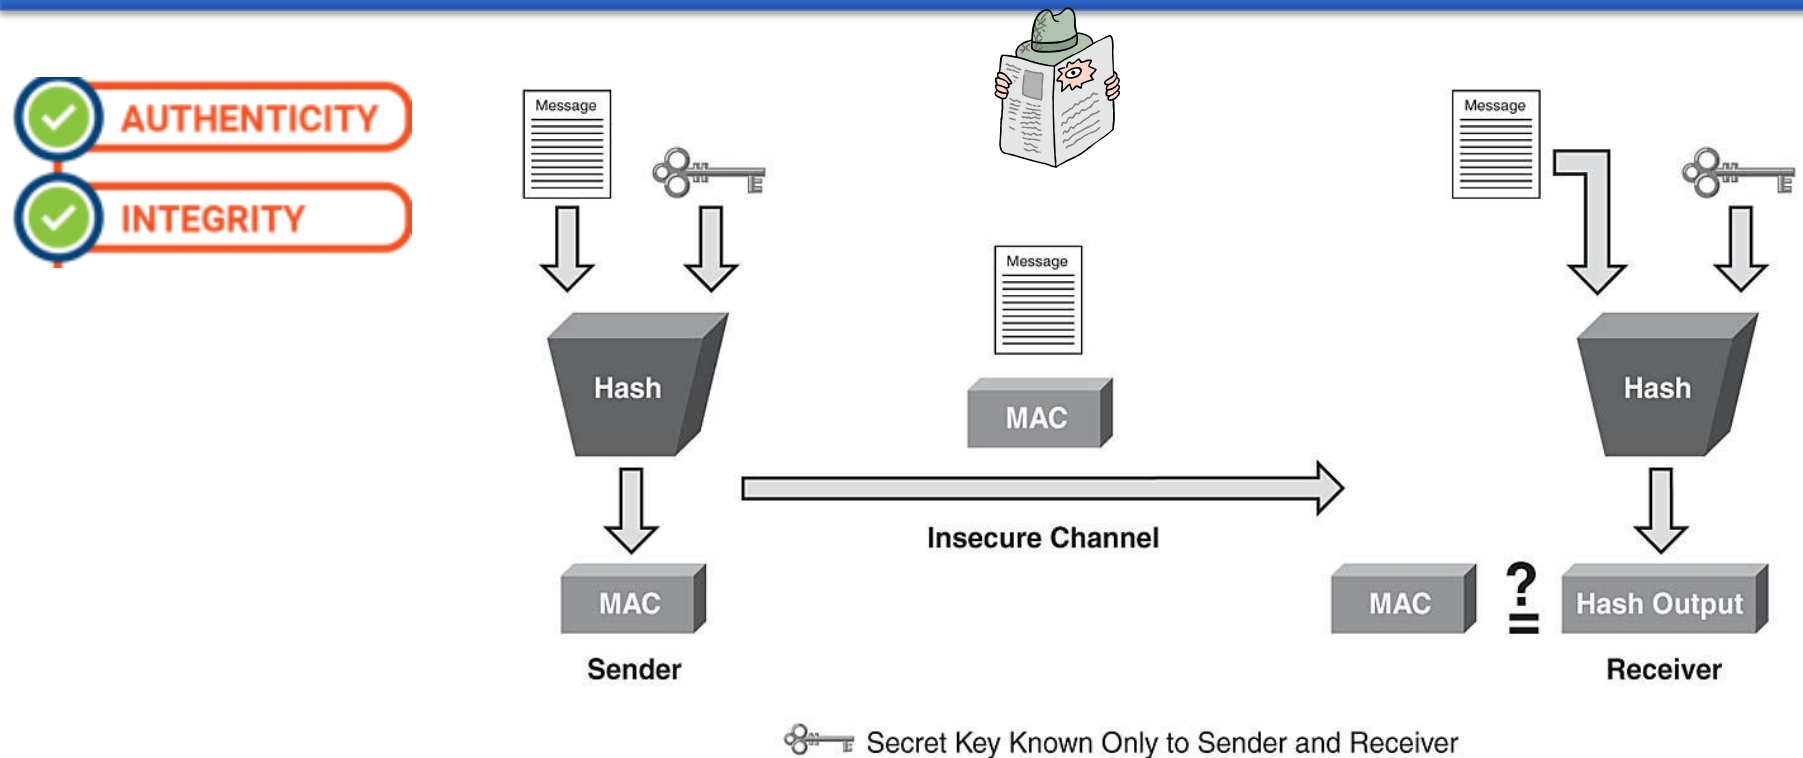 AUTHENTICITY
INTEGRITY
Message
Hash
MAC
Sender
Message
MAC
Insecure Channel
Message
Hash
MAC
?
=
Hash Output
Receiver
Secret Key Known Only to Sender and Receiver